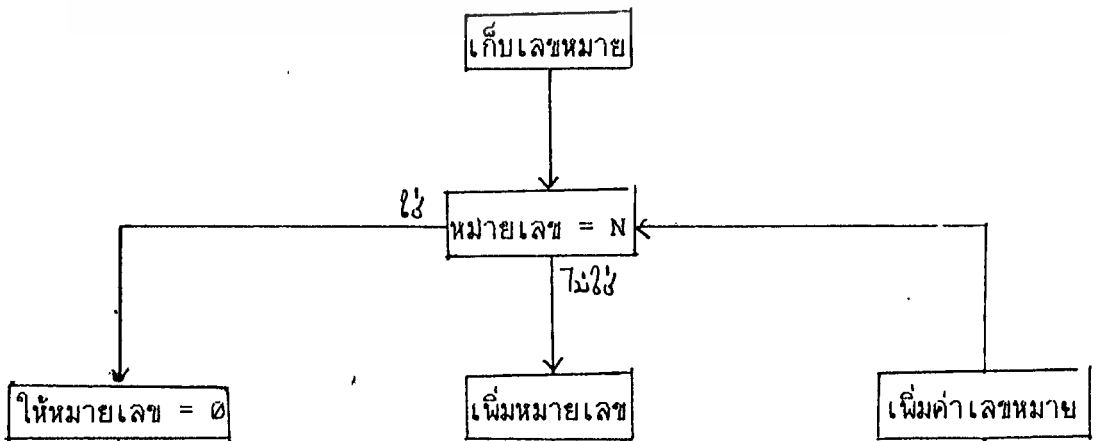 เก็บเลขหมาย
ใช่
หมายเลข = N
ไม่ใช่
ให้หมายเลข = Ø
เพิ่มหมายเลข
เพิ่มค่าเลขหมาย